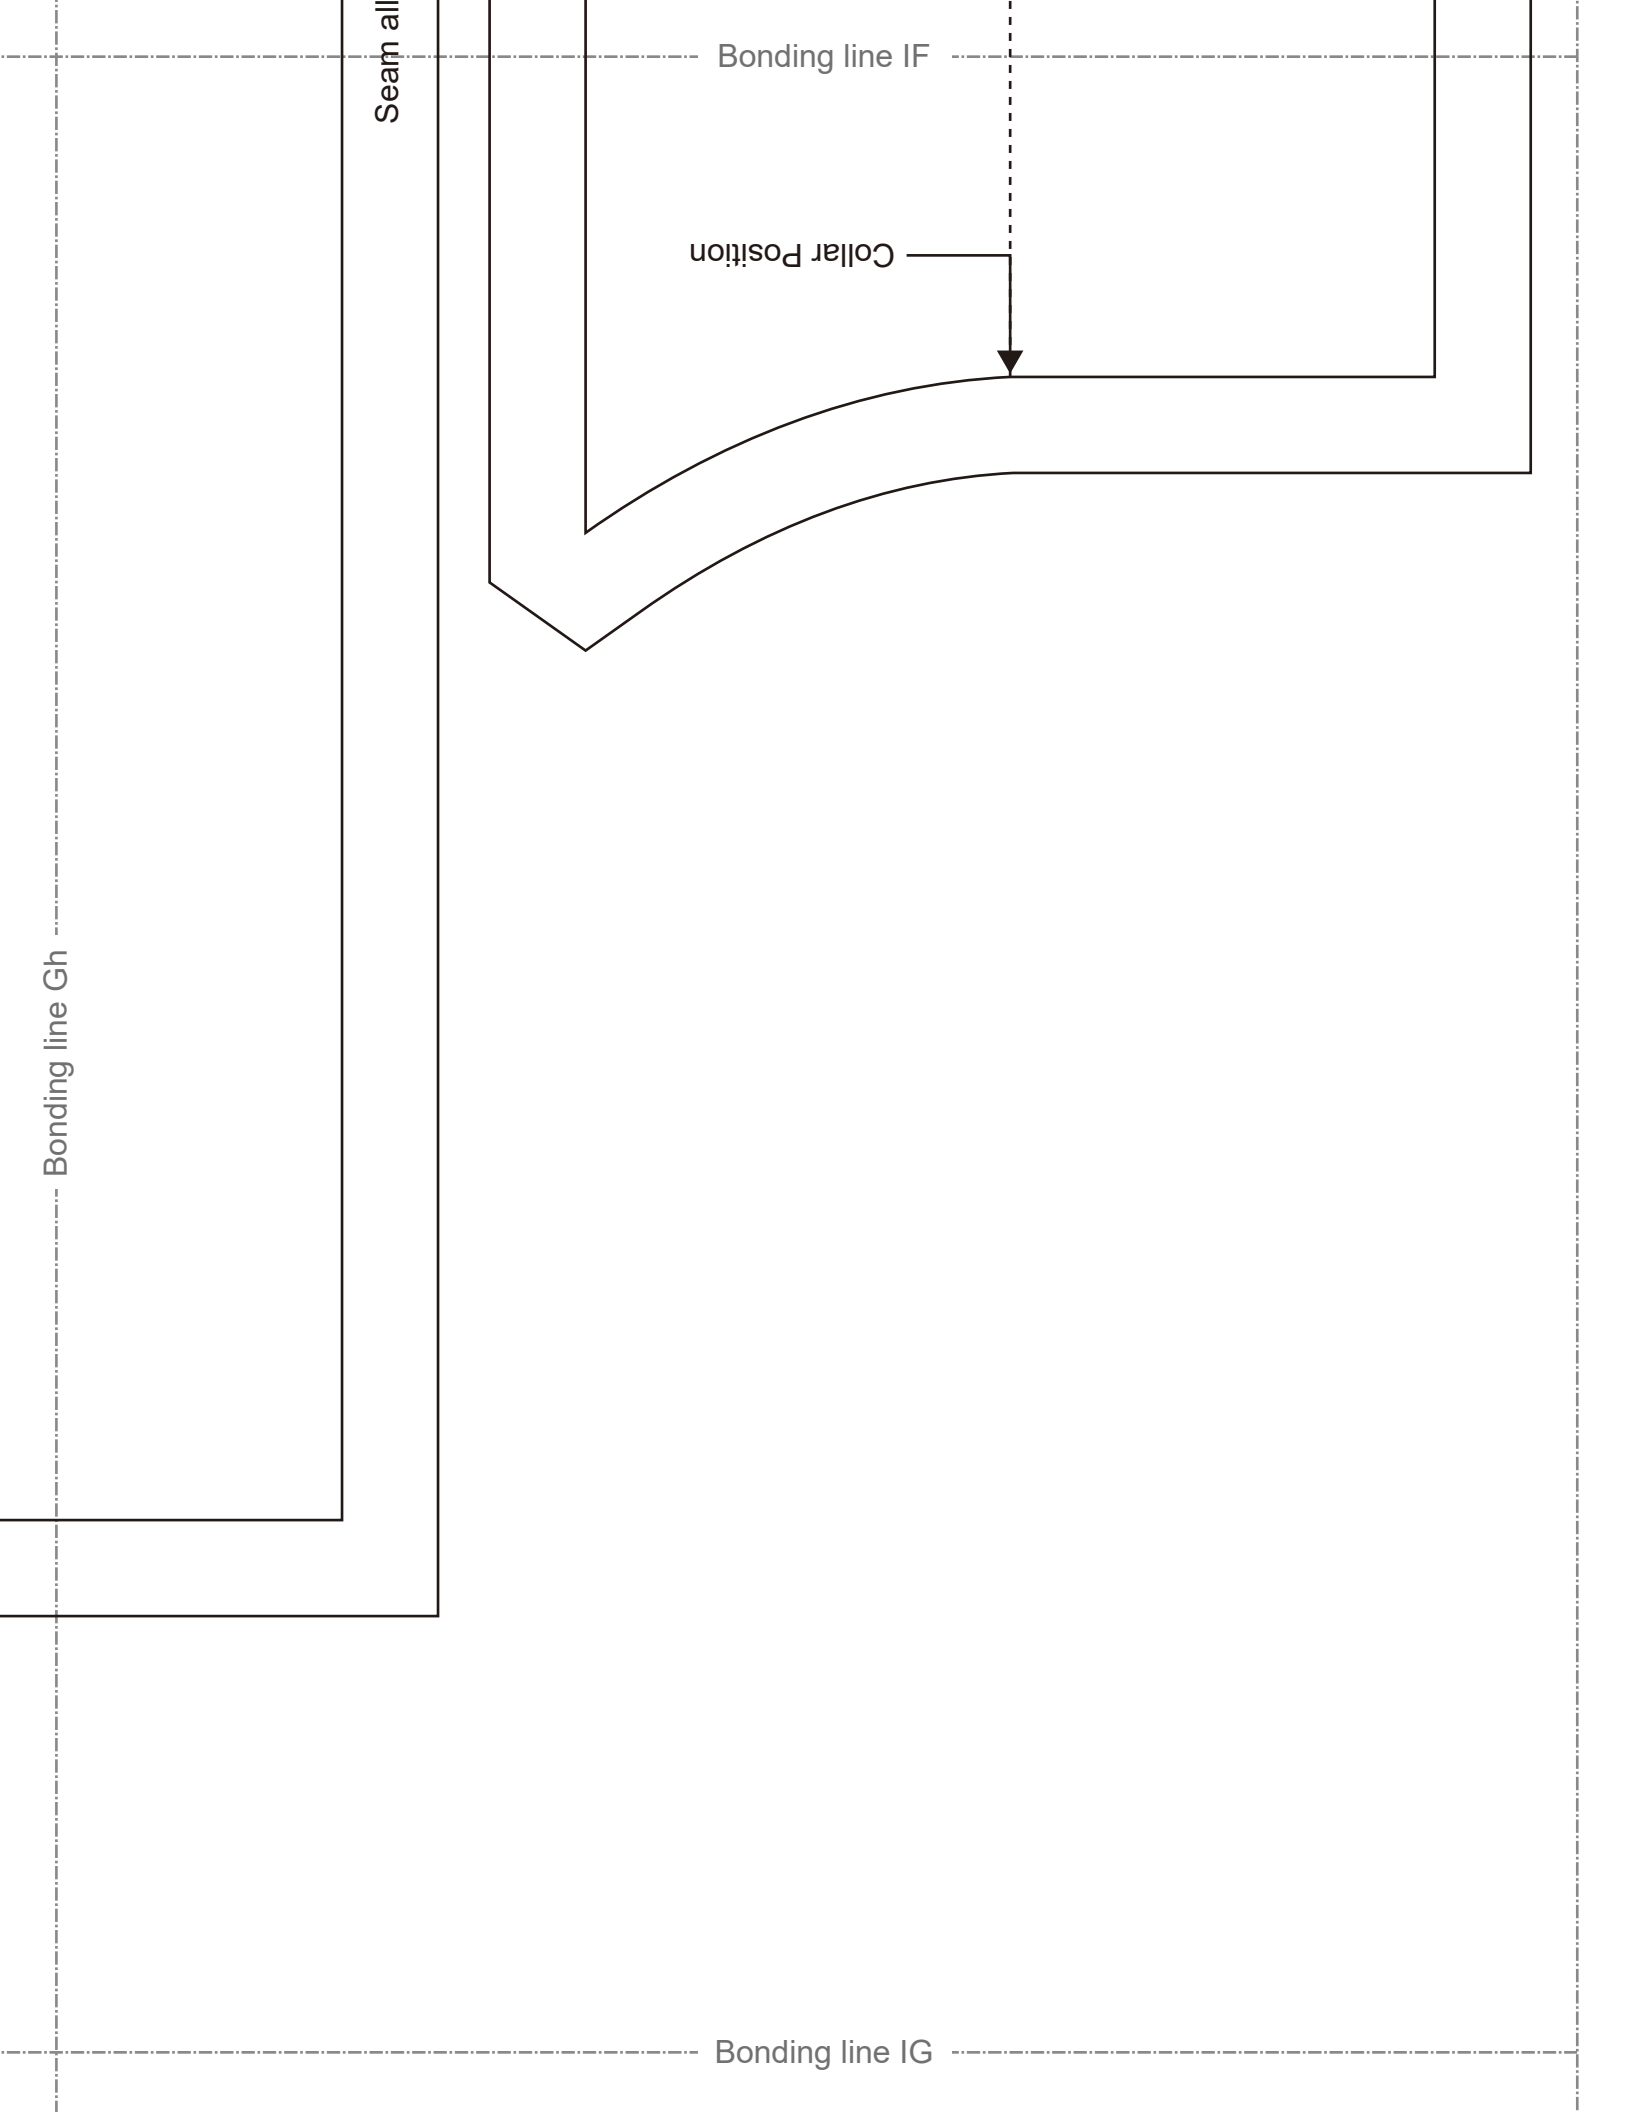 Bonding line IF
Seam all
Collar Position
Bonding line Gh
Bonding line IG